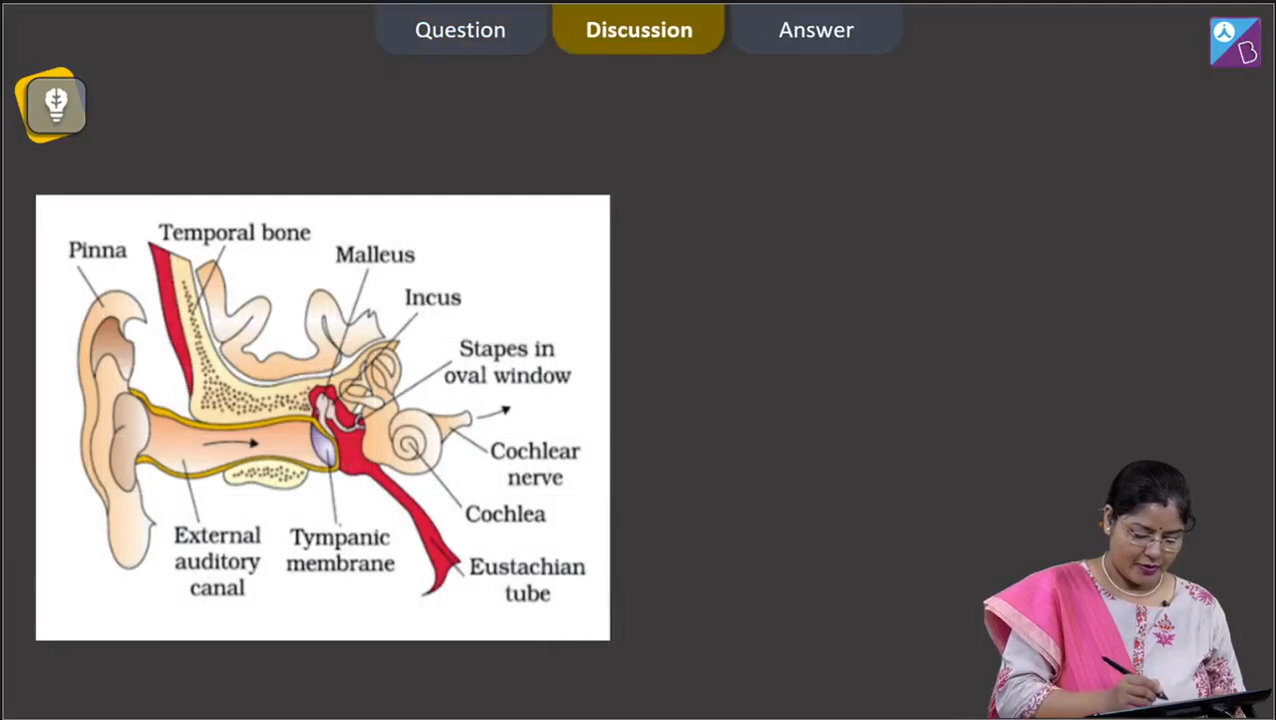 Question
Discussion
Answer
B
Temporal bone
Pinna
Malleus
Incus
Stapes in
oval window
Cochlear
nerve
Cochlea
External
auditory
canal
Tympanic
membrane
Eustachian
tube